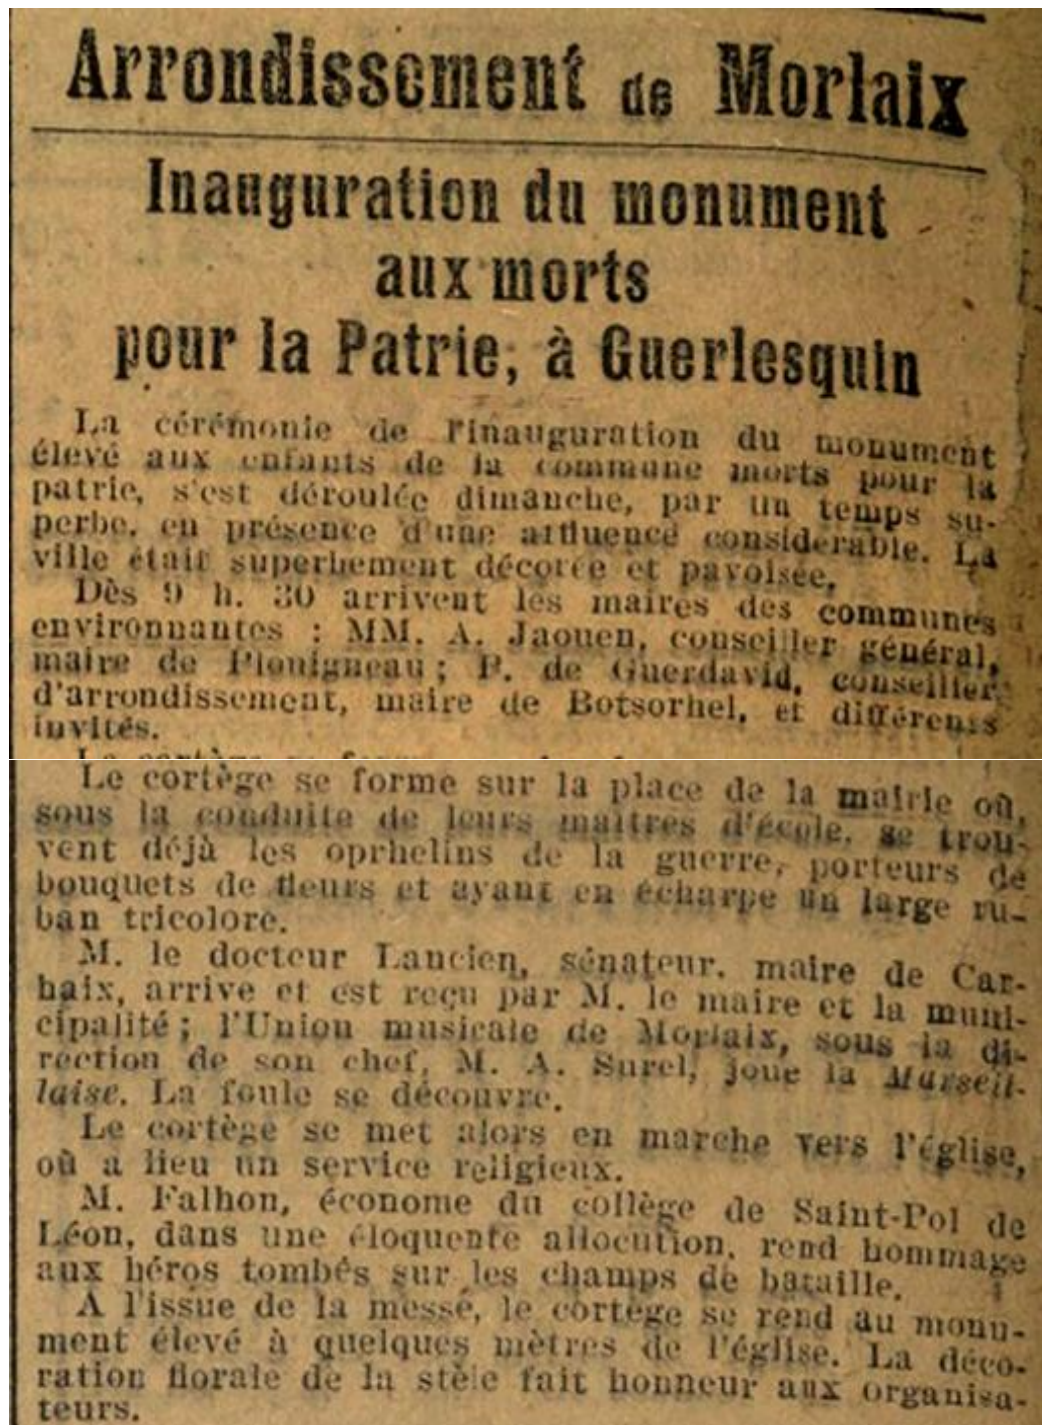 Arrondissement de Morlaix
Inauguration du monument
aux morts
pour la Patrie, à Guerlesquin
La cérémonie de l'inauguration du monument
élevé aux enfants de la commune morts pour la
patrie, s'est déroulée dimanche, par un temps su-
perbe, en présence d'une affluence considérable. La
ville était superbement décorée et pavoisée.
Dès 9 h. 30 arrivent les maires des communes
environnantes : MM. A. Jaouen, conseiller général,
maire de Plouigneau ; P. de Guerdavid, conseiller
d'arrondissement, maire de Botsorhel, et différents
invités.
Le cortège se forme sur la place de la mairie où,
sous la conduite de leurs maîtres d'école, se trou-
vent déjà les oprhelins de la guerre, porteurs de
bouquets de fleurs et ayant en écharpe un large ru-
ban tricolore.
M. le docteur Lancien, sénateur, maire de Car-
haix, arrive et est reçu par M. le maire et la muni-
cipalité ; l'Union musicale de Morlaix, sous la di-
rection de son chef, M. A. Surel, joue la Marseil-
laise. La foule se découvre.
Le cortège se met alors en marche vers l'église,
où a lieu un service religieux.
M. Falhon, économe du collège de Saint-Pol de
Léon, dans une éloquente allocution, rend hommage
aux héros tombés sur les champs de bataille.
A l'issue de la messé, le cortège se rend au monu-
ment élevé à quelques mètres de l'église. La déco-
ration florale de la stèle fait honneur aux organisa-
teurs.